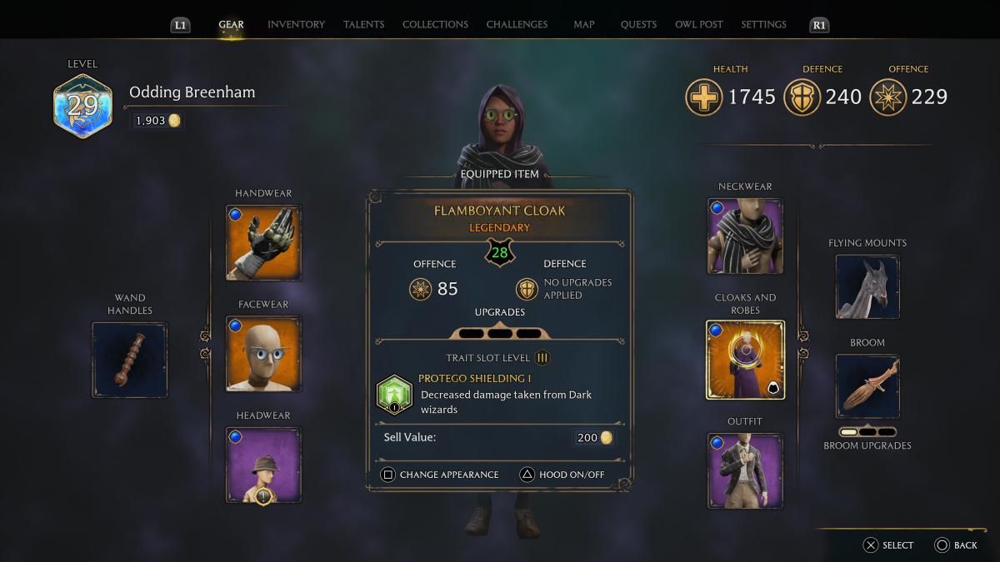 L1 GEAR INVENTORY TALENTS COLLECTIONS CHALLENGES MAP QUESTS OWL POST SETTINGS R1
LEVEL
29
Odding Breenham
1,903
HEALTH DEFENCE OFFENCE
1745 240 229
EQUIPPED ITEM
FLAMBOYANT CLOAK
LEGENDARY
28
OFFENCE DEFENCE
85 NO UPGRADES
APPLIED
UPGRADES
TRAIT SLOT LEVEL III
PROTEGO SHIELDING I
I
Decreased damage taken from Dark
wizards
Sell Value: 200
CHANGE APPEARANCE HOOD ON/OFF
HANDWEAR
WAND
HANDLES
FACEWEAR
HEADWEAR
NECKWEAR
FLYING MOUNTS
CLOAKS AND
ROBES
BROOM
OUTFIT
BROOM UPGRADES
SELECT BACK